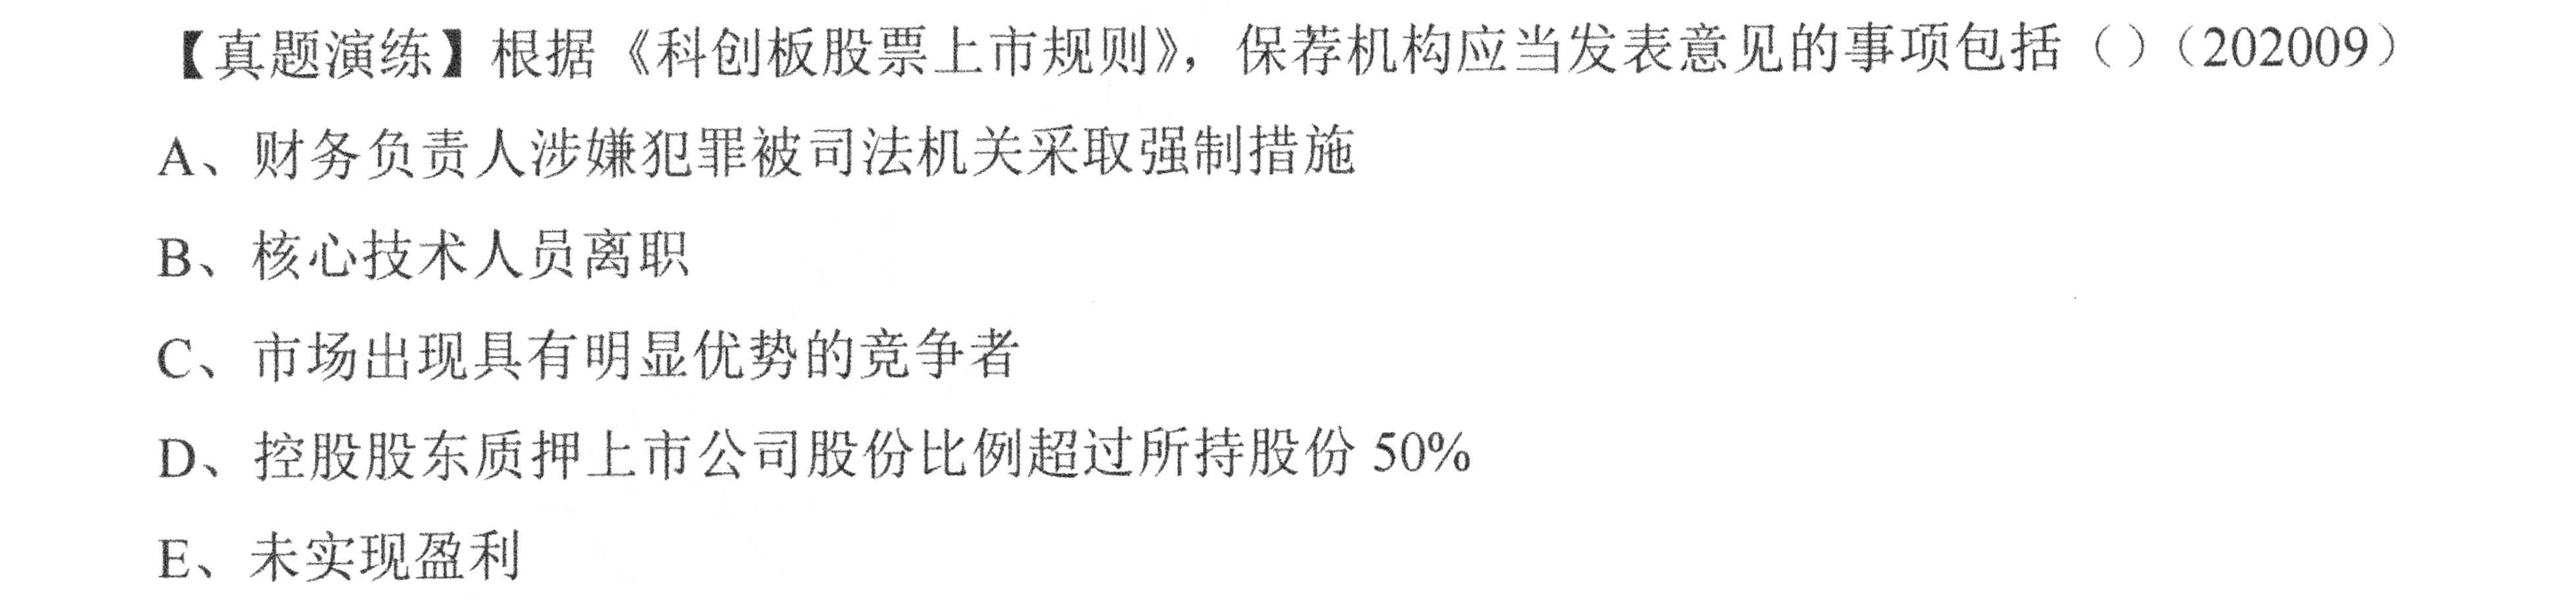 【真题演练】根据《科创板股票上市规则》，保荐机构应当发表意见的事项包括（）（202009）
A、财务负责人涉嫌犯罪被司法机关采取强制措施
B、核心技术人员离职
C、市场出现具有明显优势的竞争者
D、控股股东质押上市公司股份比例超过所持股份 50%
E、未实现盈利